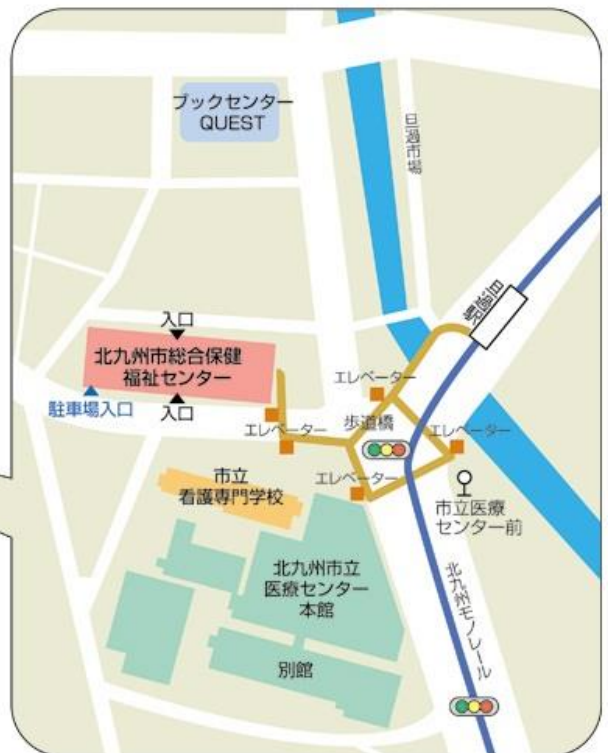 ブックセンター
QUEST
旦過市場
旦過駅
入口
北九州市総合保健
福祉センター
駐車場入口
入口
エレベーター
エレベーター
歩道橋
エレベーター
エレベーター
市立
看護専門学校
市立医療
センター前
北九州市立
医療センター
本館
別館
北九州モノレール